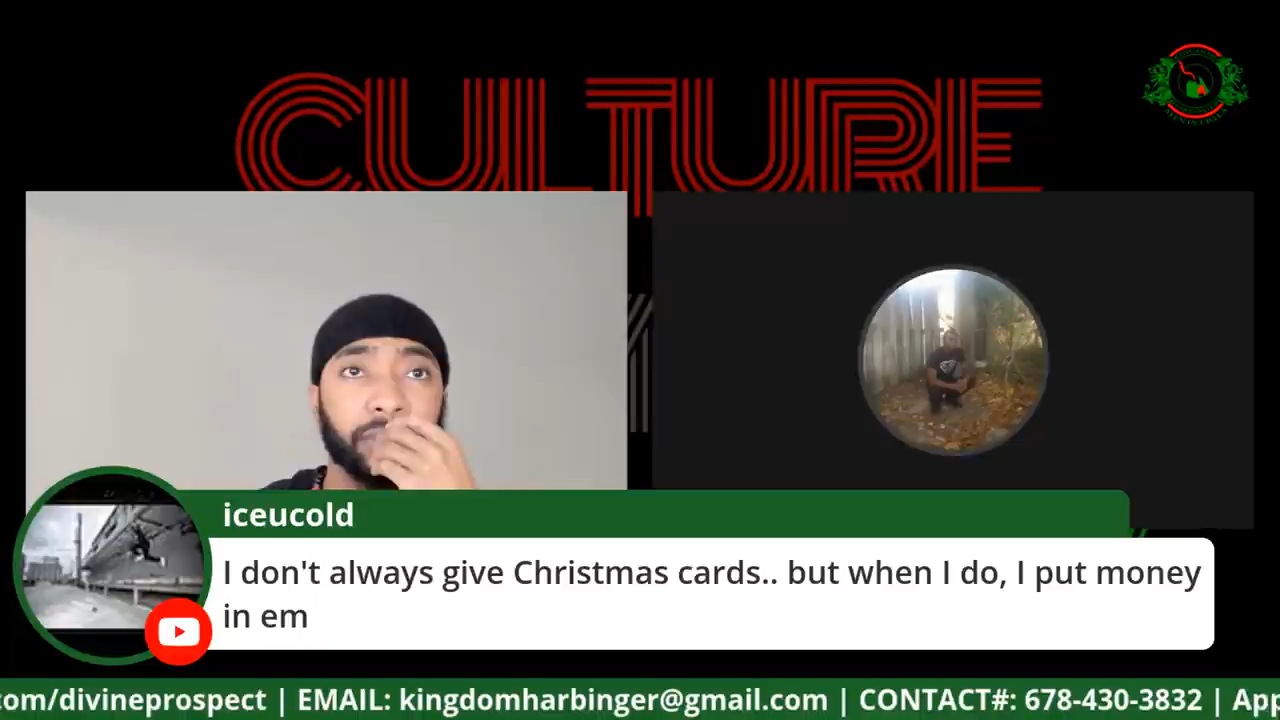 CULTURE
MINISTRIES
iceucold
I don't always give Christmas cards.. but when I do, I put money
in em
com/divineprospect | EMAIL: kingdomharbinger@gmail.com | CONTACT#: 678-430-3832 | App